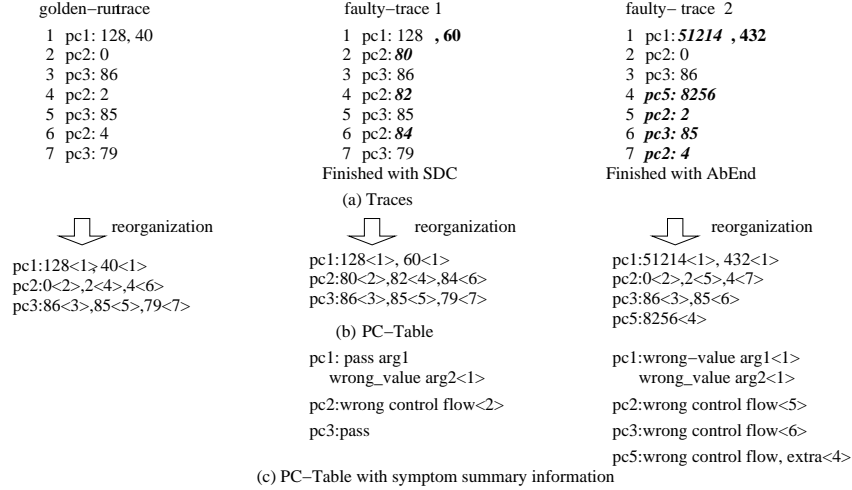 golden−runtrace
1 pc1: 128, 40
2 pc2: 0
3 pc3: 86
4 pc2: 2
5 pc3: 85
6 pc2: 4
7 pc3: 79
faulty−trace 1
1 pc1: 128 , 60
2 pc2: 80
3 pc3: 86
4 pc2: 82
5 pc3: 85
6 pc2: 84
7 pc3: 79
Finished with SDC
faulty− trace 2
1 pc1: 51214 , 432
2 pc2: 0
3 pc3: 86
4 pc5: 8256
5 pc2: 2
6 pc3: 85
7 pc2: 4
Finished with AbEnd
(a) Traces
reorganization
reorganization
reorganization
pc1:128<1>, 40<1>
pc2:0<2>,2<4>,4<6>
pc3:86<3>,85<5>,79<7>
pc1:128<1>, 60<1>
pc2:80<2>,82<4>,84<6>
pc3:86<3>,85<5>,79<7>
pc1:51214<1>, 432<1>
pc2:0<2>,2<5>,4<7>
pc3:86<3>,85<6>
pc5:8256<4>
(b) PC−Table
pc1: pass arg1
wrong_value arg2<1>
pc2:wrong control flow<2>
pc3:pass
pc1:wrong−value arg1<1>
wrong_value arg2<1>
pc2:wrong control flow<5>
pc3:wrong control flow<6>
pc5:wrong control flow, extra<4>
(c) PC−Table with symptom summary information